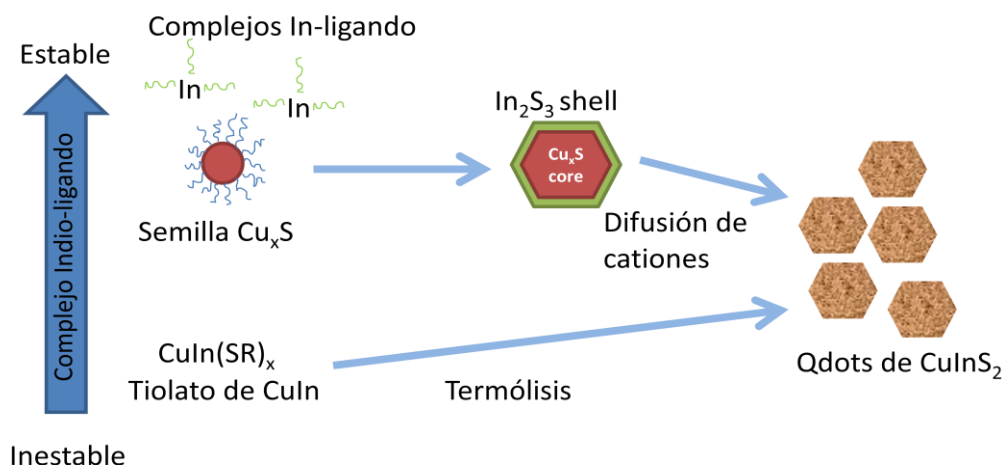 Complejos In-ligando
Estable
In
In
In₂S₃ shell
CuₓS
core
Complejo Indio-ligando
Semilla CuₓS
Difusión de
cationes
CuIn(SR)ₓ
Tiolato de CuIn
Termólisis
Qdots de CuInS₂
Inestable